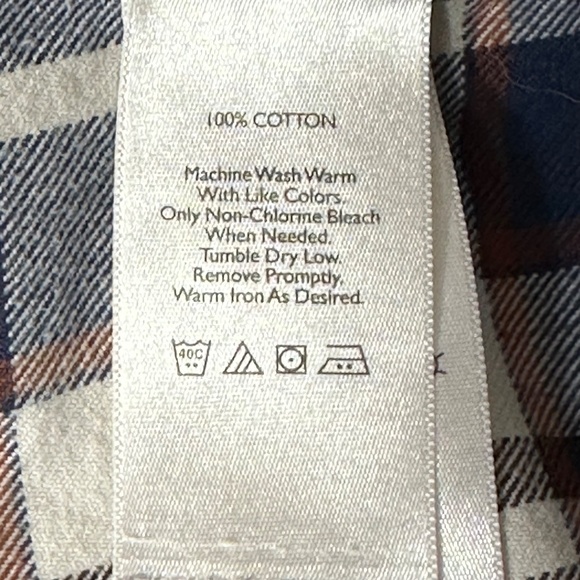 100% COTTON
Machine Wash Warm
With Like Colors.
Only Non-Chlorine Bleach
When Needed.
Tumble Dry Low.
Remove Promptly.
Warm Iron As Desired.
40C